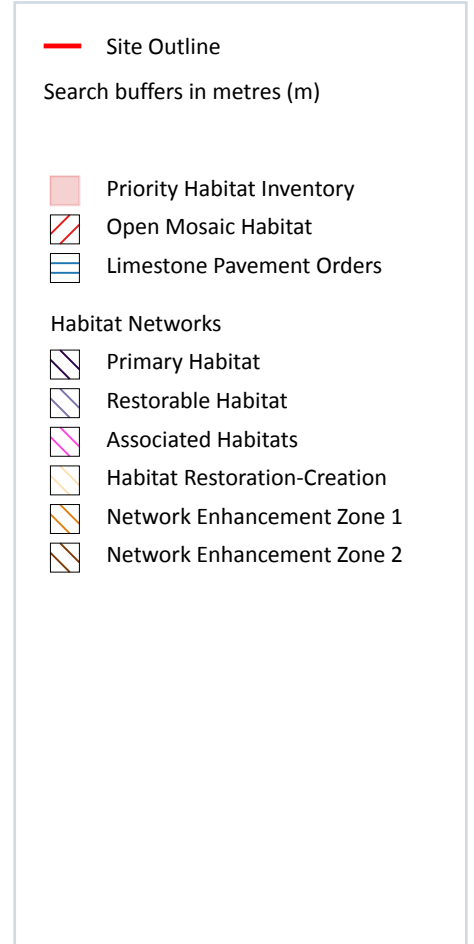 Site Outline
Search buffers in metres (m)
Priority Habitat Inventory
Open Mosaic Habitat
Limestone Pavement Orders
Habitat Networks
Primary Habitat
Restorable Habitat
Associated Habitats
Habitat Restoration-Creation
Network Enhancement Zone 1
Network Enhancement Zone 2